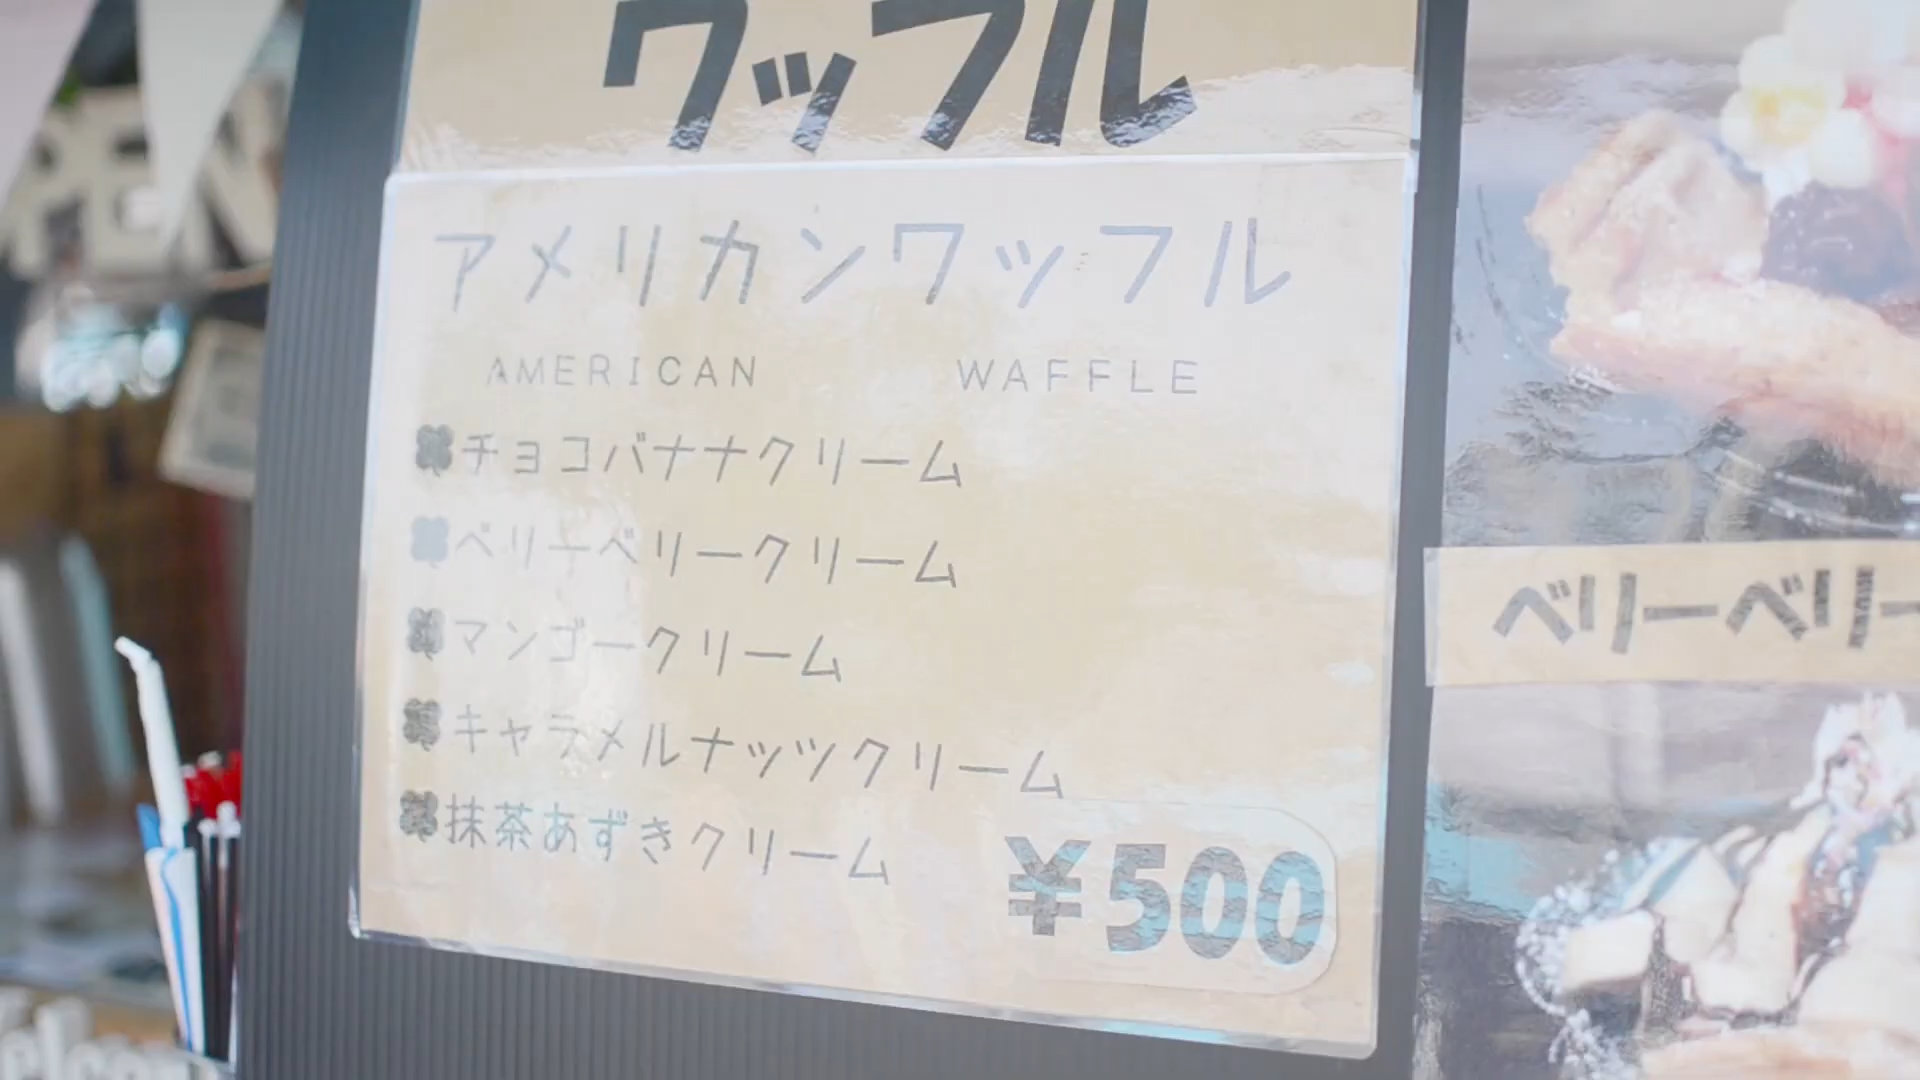 ワッフル
アメリカンワッフル
AMERICAN WAFFLE
チョコバナナクリーム
ベリーベリークリーム
マンゴークリーム
キャラメルナッツクリーム
抹茶あずきクリーム
¥500
ベリーベリー